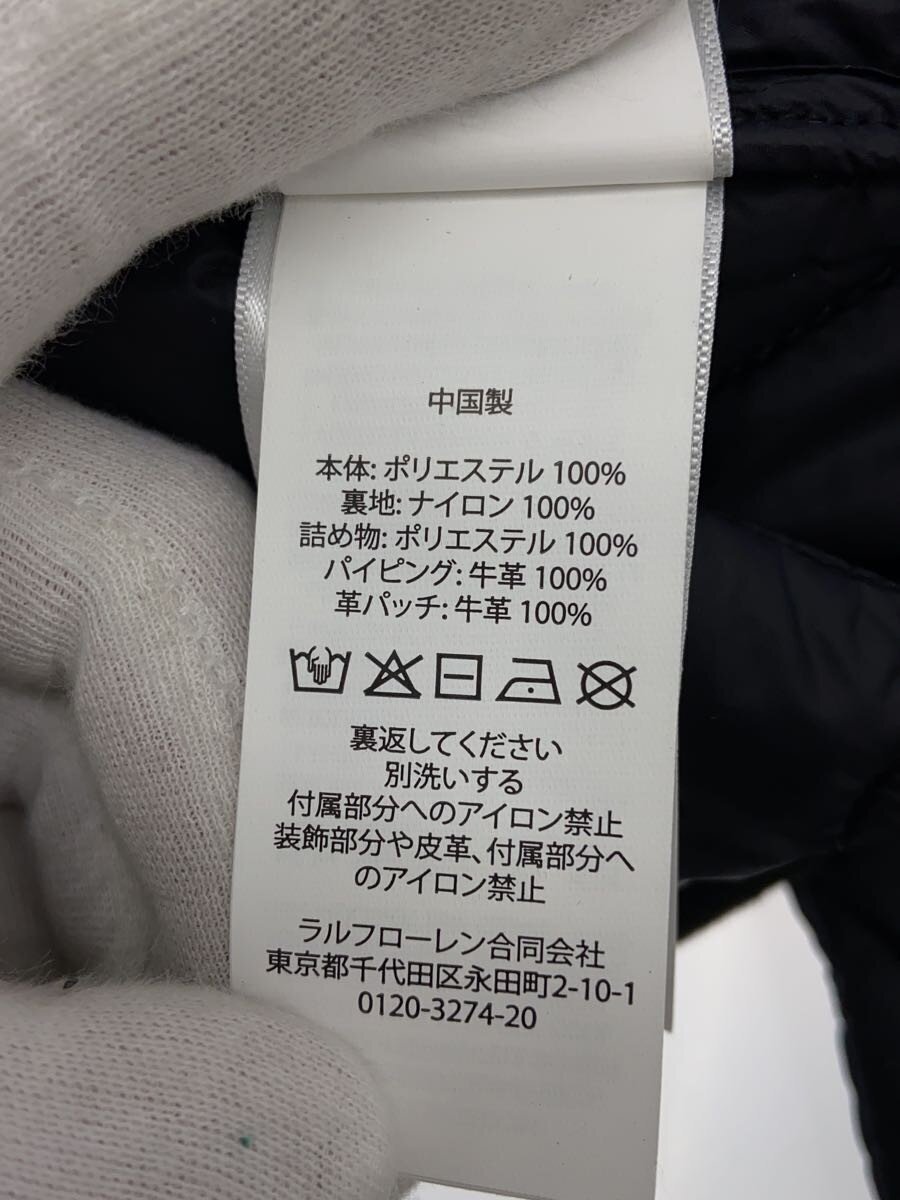 中国製
本体: ポリエステル 100%
裏地: ナイロン 100%
詰め物: ポリエステル 100%
パイピング: 牛革 100%
革パッチ: 牛革 100%
裏返してください
別洗いする
付属部分へのアイロン禁止
装飾部分や皮革、付属部分へ
のアイロン禁止
ラルフローレン合同会社
東京都千代田区永田町2-10-1
0120-3274-20